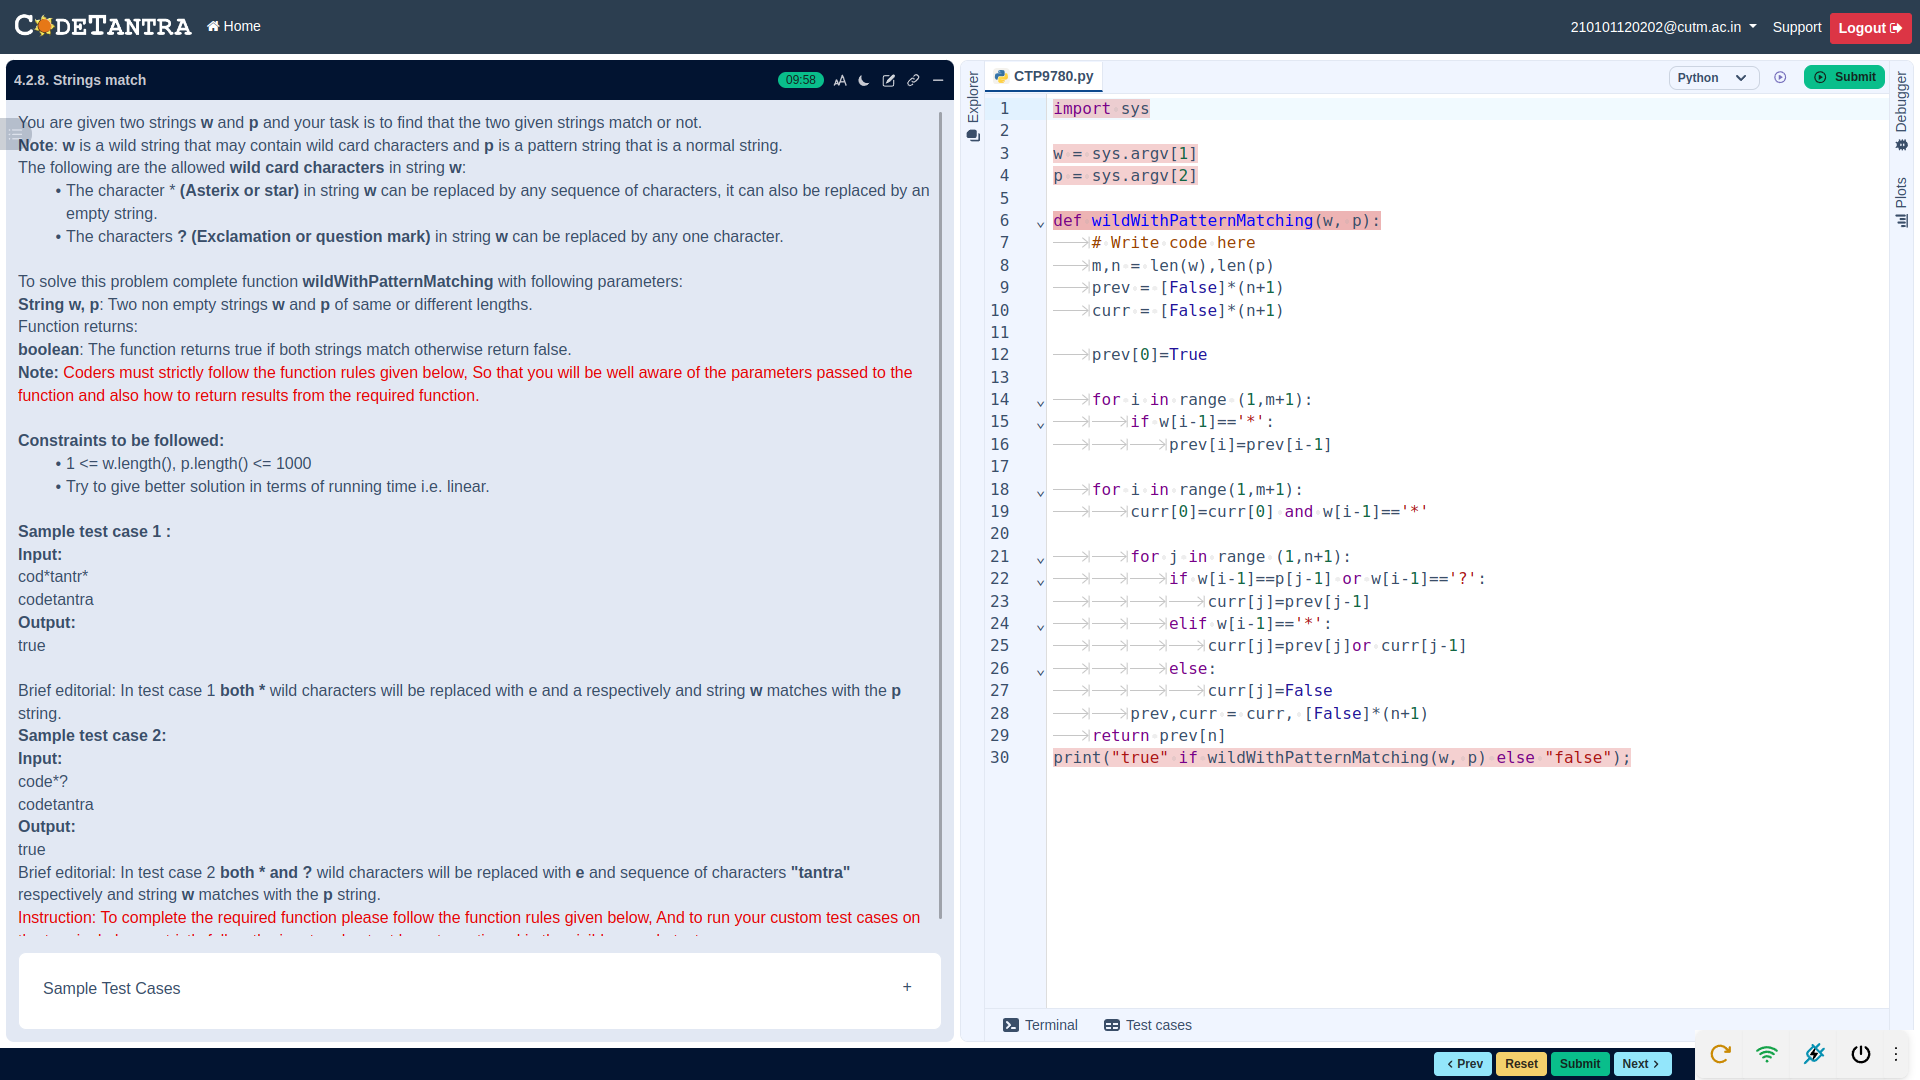 CODETANTRA Home 210101120202@cutm.ac.in Support Logout
4.2.8. Strings match 09:58
You are given two strings w and p and your task is to find that the two given strings match or not.
Note: w is a wild string that may contain wild card characters and p is a pattern string that is a normal string.
The following are the allowed wild card characters in string w:
• The character * (Asterix or star) in string w can be replaced by any sequence of characters, it can also be replaced by an
empty string.
• The characters ? (Exclamation or question mark) in string w can be replaced by any one character.
To solve this problem complete function wildWithPatternMatching with following parameters:
String w, p: Two non empty strings w and p of same or different lengths.
Function returns:
boolean: The function returns true if both strings match otherwise return false.
Note: Coders must strictly follow the function rules given below, So that you will be well aware of the parameters passed to the
function and also how to return results from the required function.
Constraints to be followed:
• 1 <= w.length(), p.length() <= 1000
• Try to give better solution in terms of running time i.e. linear.
Sample test case 1 :
Input:
cod*tantr*
codetantra
Output:
true
Brief editorial: In test case 1 both * wild characters will be replaced with e and a respectively and string w matches with the p
string.
Sample test case 2:
Input:
code*?
codetantra
Output:
true
Brief editorial: In test case 2 both * and ? wild characters will be replaced with e and sequence of characters "tantra"
respectively and string w matches with the p string.
Instruction: To complete the required function please follow the function rules given below, And to run your custom test cases on
Sample Test Cases +
Explorer
CTP9780.py Python Submit
1 import sys
2
3 w = sys.argv[1]
4 p = sys.argv[2]
5
6 def wildWithPatternMatching(w, p):
7 # Write code here
8 m,n = len(w),len(p)
9 prev = [False]*(n+1)
10 curr = [False]*(n+1)
11
12 prev[0]=True
13
14 for i in range (1,m+1):
15 if w[i-1]=='*':
16 prev[i]=prev[i-1]
17
18 for i in range(1,m+1):
19 curr[0]=curr[0] and w[i-1]=='*'
20
21 for j in range (1,n+1):
22 if w[i-1]==p[j-1] or w[i-1]=='?':
23 curr[j]=prev[j-1]
24 elif w[i-1]=='*':
25 curr[j]=prev[j]or curr[j-1]
26 else:
27 curr[j]=False
28 prev,curr = curr, [False]*(n+1)
29 return prev[n]
30 print("true" if wildWithPatternMatching(w, p) else "false");
Debugger
Plots
Terminal Test cases
Prev Reset Submit Next